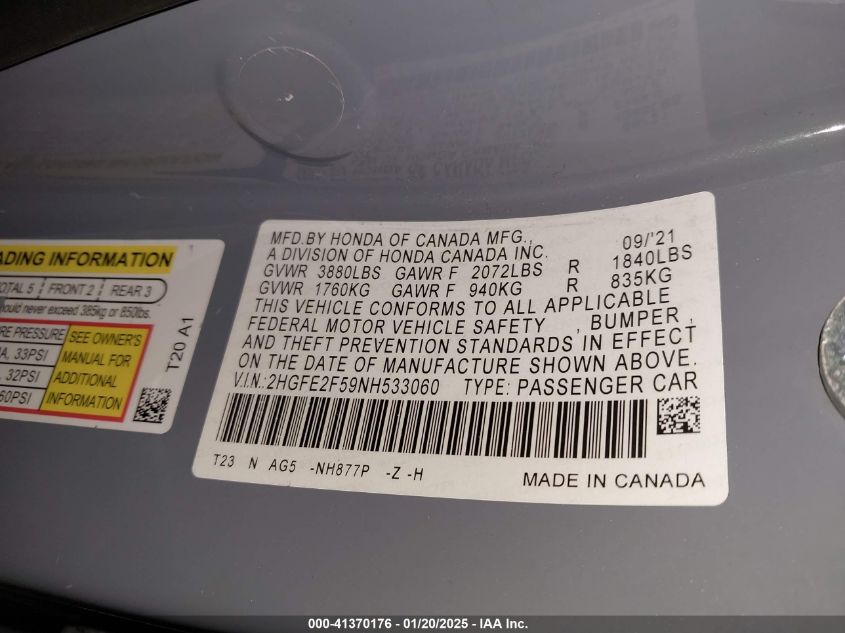 MFD.BY HONDA OF CANADA MFG., 09/'21
A DIVISION OF HONDA CANADA INC.
GVWR 3880LBS GAWR F 2072LBS R 1840LBS
GVWR 1760KG GAWR F 940KG R 835KG
THIS VEHICLE CONFORMS TO ALL APPLICABLE
FEDERAL MOTOR VEHICLE SAFETY , BUMPER ,
AND THEFT PREVENTION STANDARDS IN EFFECT
ON THE DATE OF MANUFACTURE SHOWN ABOVE.
V.I.N.:2HGFE2F59NH533060 TYPE: PASSENGER CAR
T23 N AG5 -NH877P -Z -H
MADE IN CANADA
ADING INFORMATION
OTAL 5 FRONT 2 REAR 3
ould never exceed 385kg or 850lbs.
RE PRESSURE
A, 33PSI
, 32PSI
60PSI
SEE OWNER'S
MANUAL FOR
ADDITIONAL
INFORMATION
T20 A1
000-41370176 - 01/20/2025 - IAA Inc.